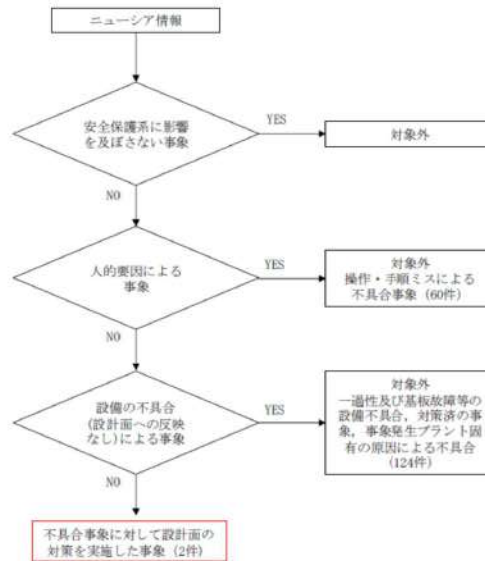 ニューシア情報
安全保護系に影響
を及ぼさない事象
YES
対象外
NO
人的要因による
事象
YES
対象外
操作・手順ミスによる
不具合事象 (60件)
NO
設備の不具合
(設計面への反映
なし)による事象
YES
対象外
一過性及び基板故障等の
設備不具合，対策済の事
象，事象発生プラント固
有の原因による不具合
(124件)
NO
不具合事象に対して設計面の
対策を実施した事象 (2件)